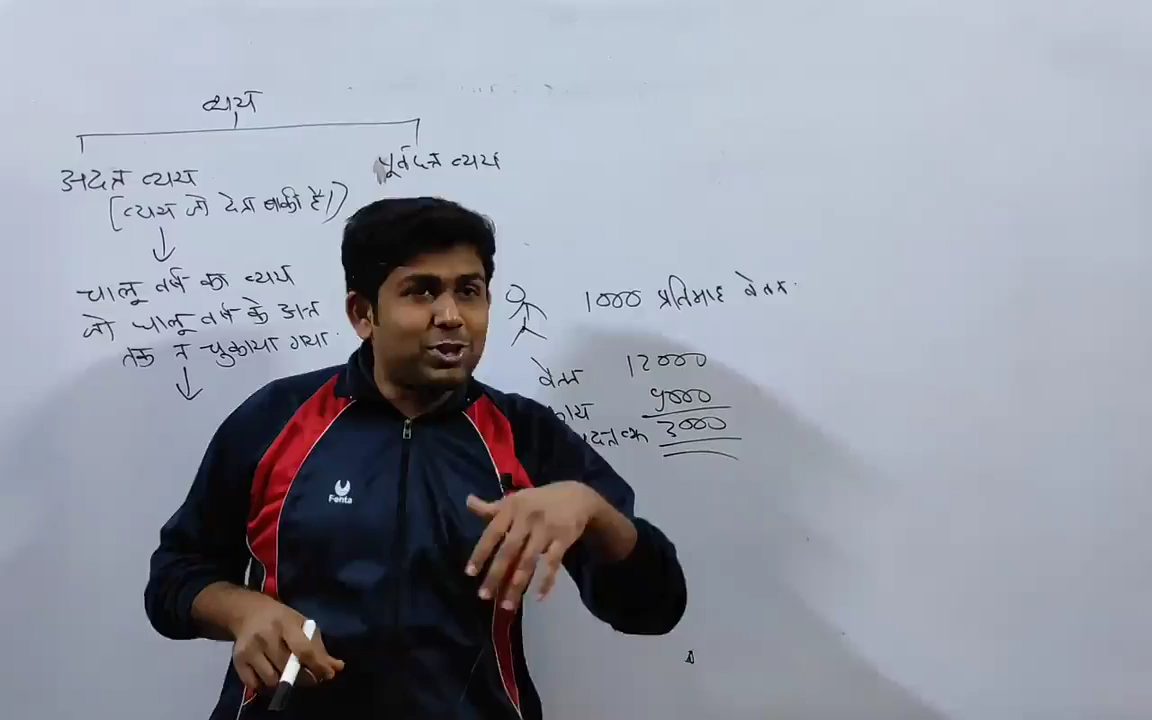 व्यय
अदत्त व्यय
पूर्वदत्त व्यय
(व्यय जो देना बाकी है।)
चालू वर्ष का व्यय
जो चालू वर्ष के अन्त
तक न चुकाया गया
1000 प्रतिमाह वेतन
वेतन 12000
9000
3000
Fenta